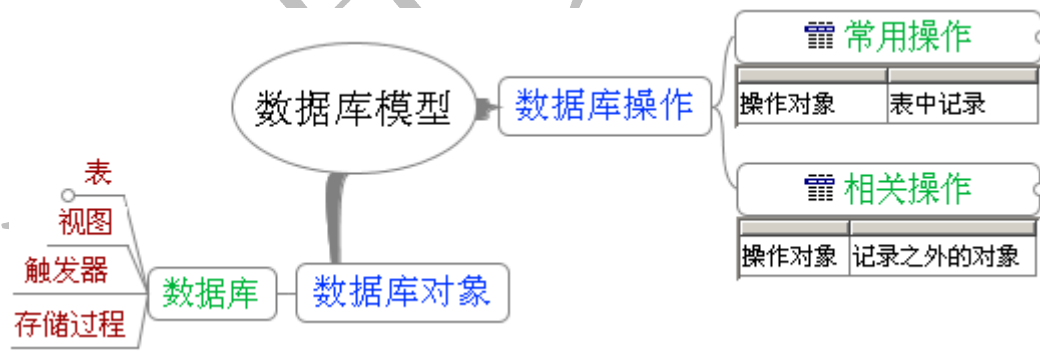 数据库模型
数据库操作
常用操作
操作对象 表中记录
相关操作
操作对象 记录之外的对象
数据库对象
数据库
表
视图
触发器
存储过程